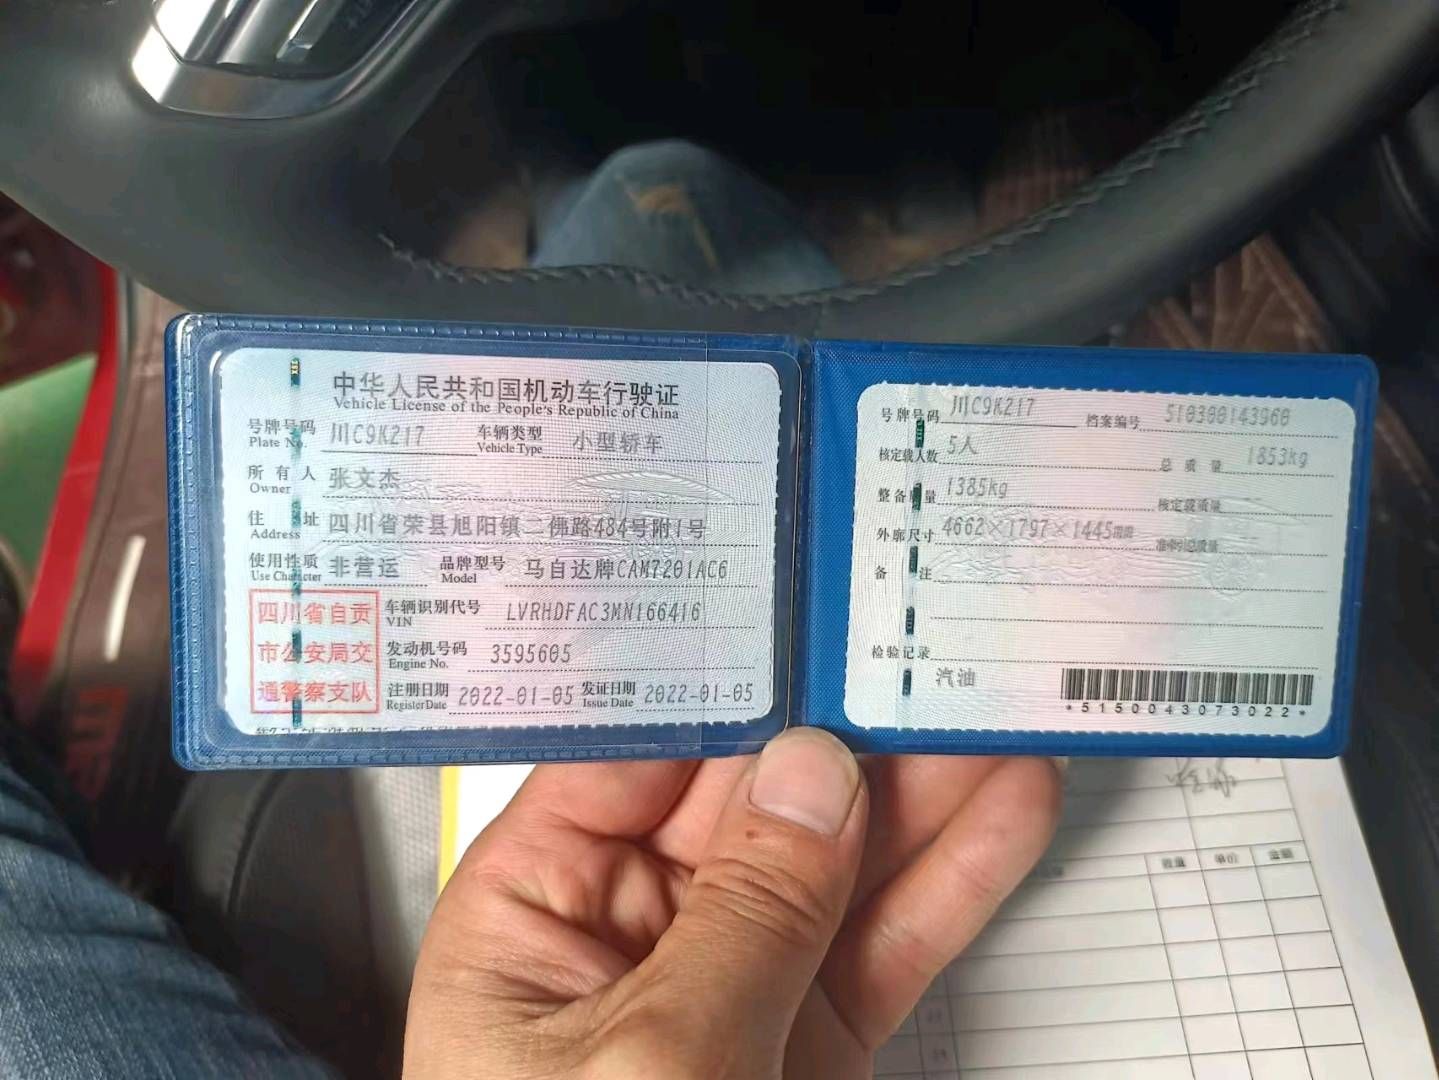 中华人民共和国机动车行驶证
Vehicle License of the People's Republic of China
号牌号码 川C9K217 车辆类型 小型轿车
Plate No. Vehicle Type
所有人 张文杰
Owner
住址 四川省荣县旭阳镇二佛路484号附1号
Address
使用性质 非营运 品牌型号 马自达牌CAM7201AC6
Use Character Model
四川省自贡
市公安局交
通警察支队
车辆识别代号 LVRHDFAC3MN166416
VIN
发动机号码 3595605
Engine No.
注册日期 2022-01-05 发证日期 2022-01-05
Register Date Issue Date
号牌号码 川C9K217 档案编号 510300143960
核定载人数 5人 总质量 1853kg
整备质量 1385kg 核定载质量
外廓尺寸 4662×1797×1445mm 准牵引总质量
备注
检验记录
汽油
*5150043073022*
数量 单价 金额